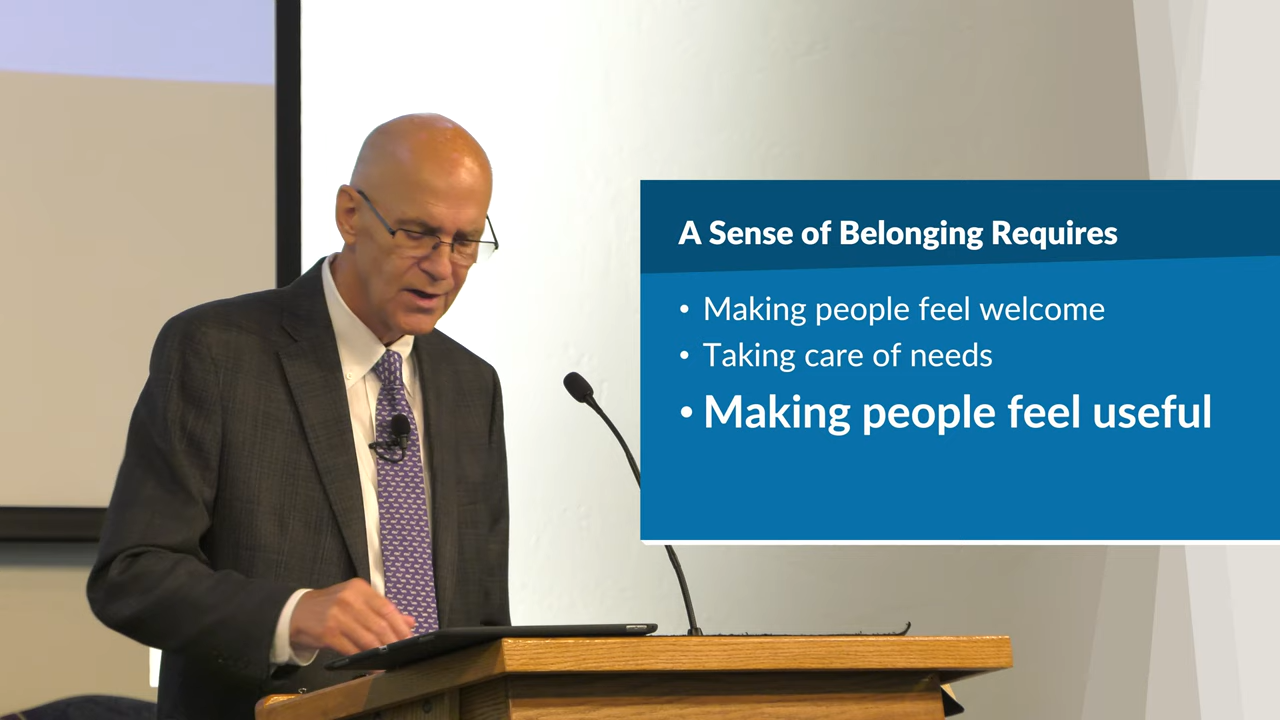 A Sense of Belonging Requires
• Making people feel welcome
• Taking care of needs
• Making people feel useful